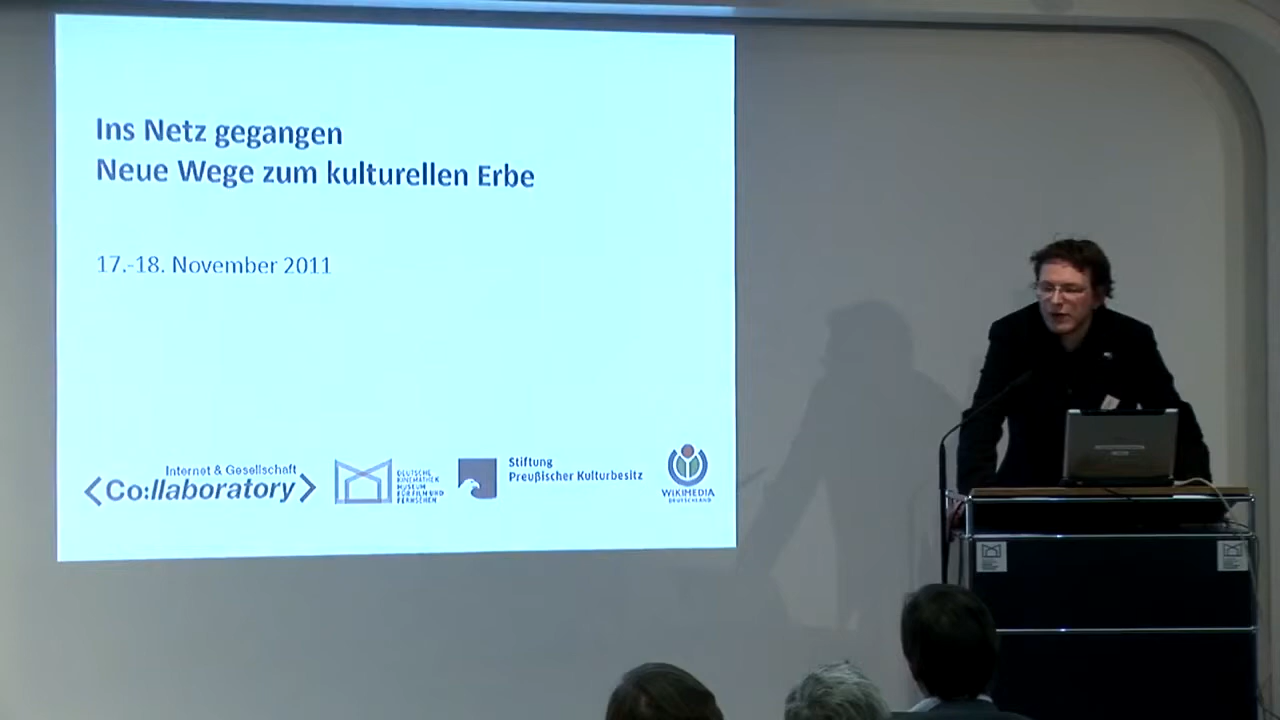 Ins Netz gegangen
Neue Wege zum kulturellen Erbe
17.-18. November 2011
Internet & Gesellschaft
<Co:llaboratory>
DEUTSCHE
KINEMATHEK
MUSEUM
FÜR FILM UND
FERNSEHEN
Stiftung
Preußischer Kulturbesitz
WIKIMEDIA
DEUTSCHLAND